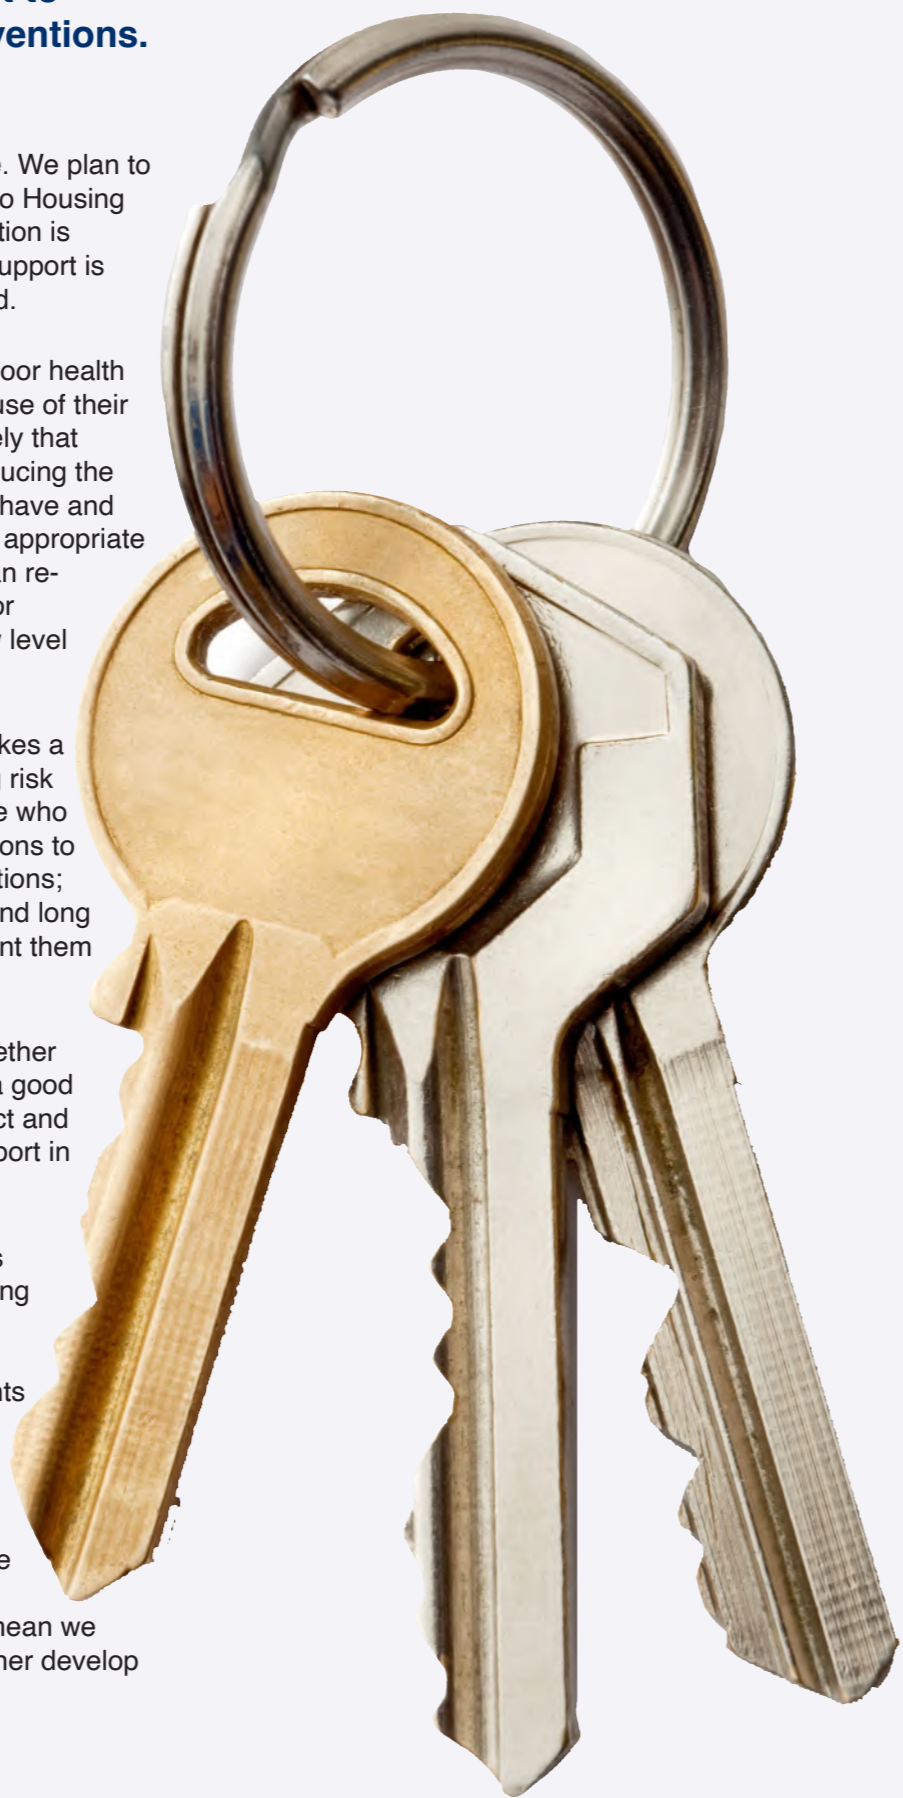 ventions.
e. We plan to
o Housing
tion is
upport is
d.
oor health
use of their
ely that
ucing the
have and
appropriate
an re-
or
level
kes a
risk
e who
ons to
tions;
nd long
nt them
ether
a good
ct and
port in
s
ng
nts
e
mean we
her develop